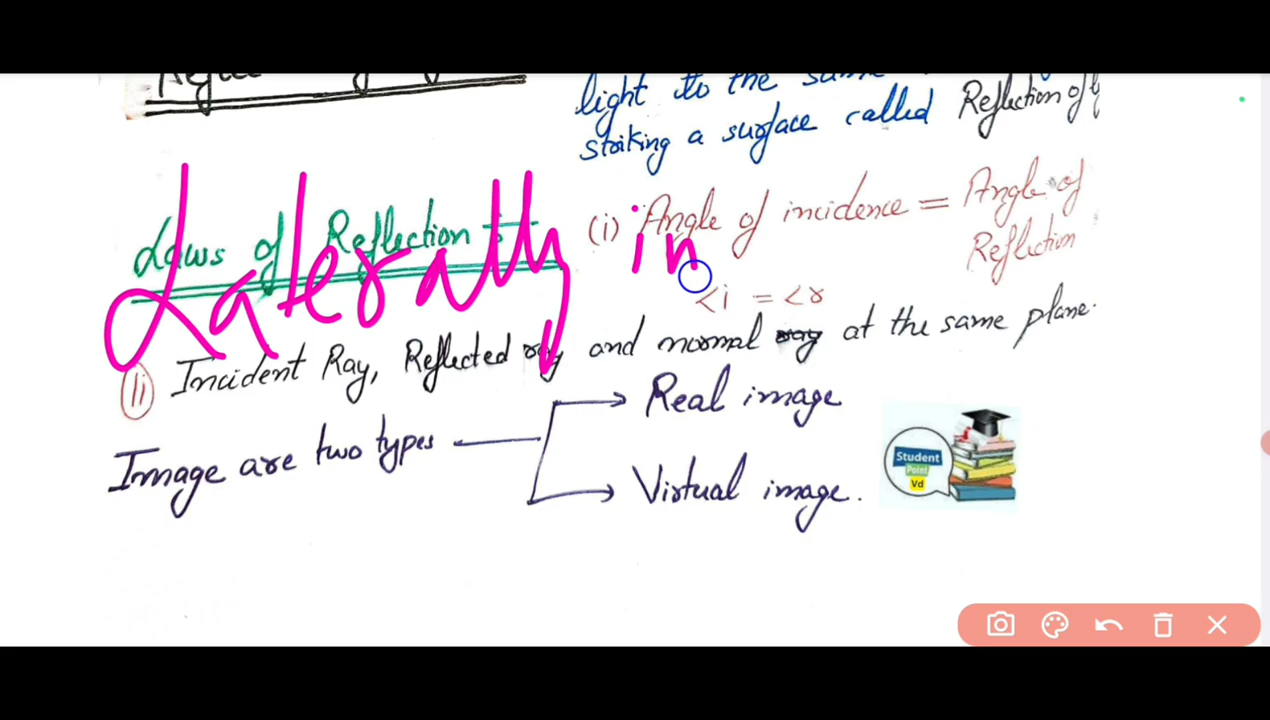 light to the same
striking a surface called Reflection of
Laws of Reflection :-
(i) Angle of incidence = Angle of
Reflection
<i = <r
Laterally in
(ii) Incident Ray, Reflected ray and normal at the same plane.
Image are two types
Real image
Virtual image.
Student
Point
Vd